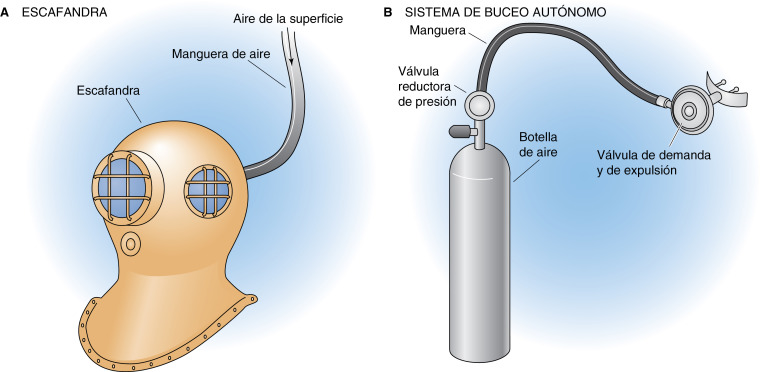 A ESCAFANDRA
Aire de la superficie
Manguera de aire
Escafandra
B SISTEMA DE BUCEO AUTÓNOMO
Manguera
Válvula
reductora
de presión
Botella
de aire
Válvula de demanda
y de expulsión